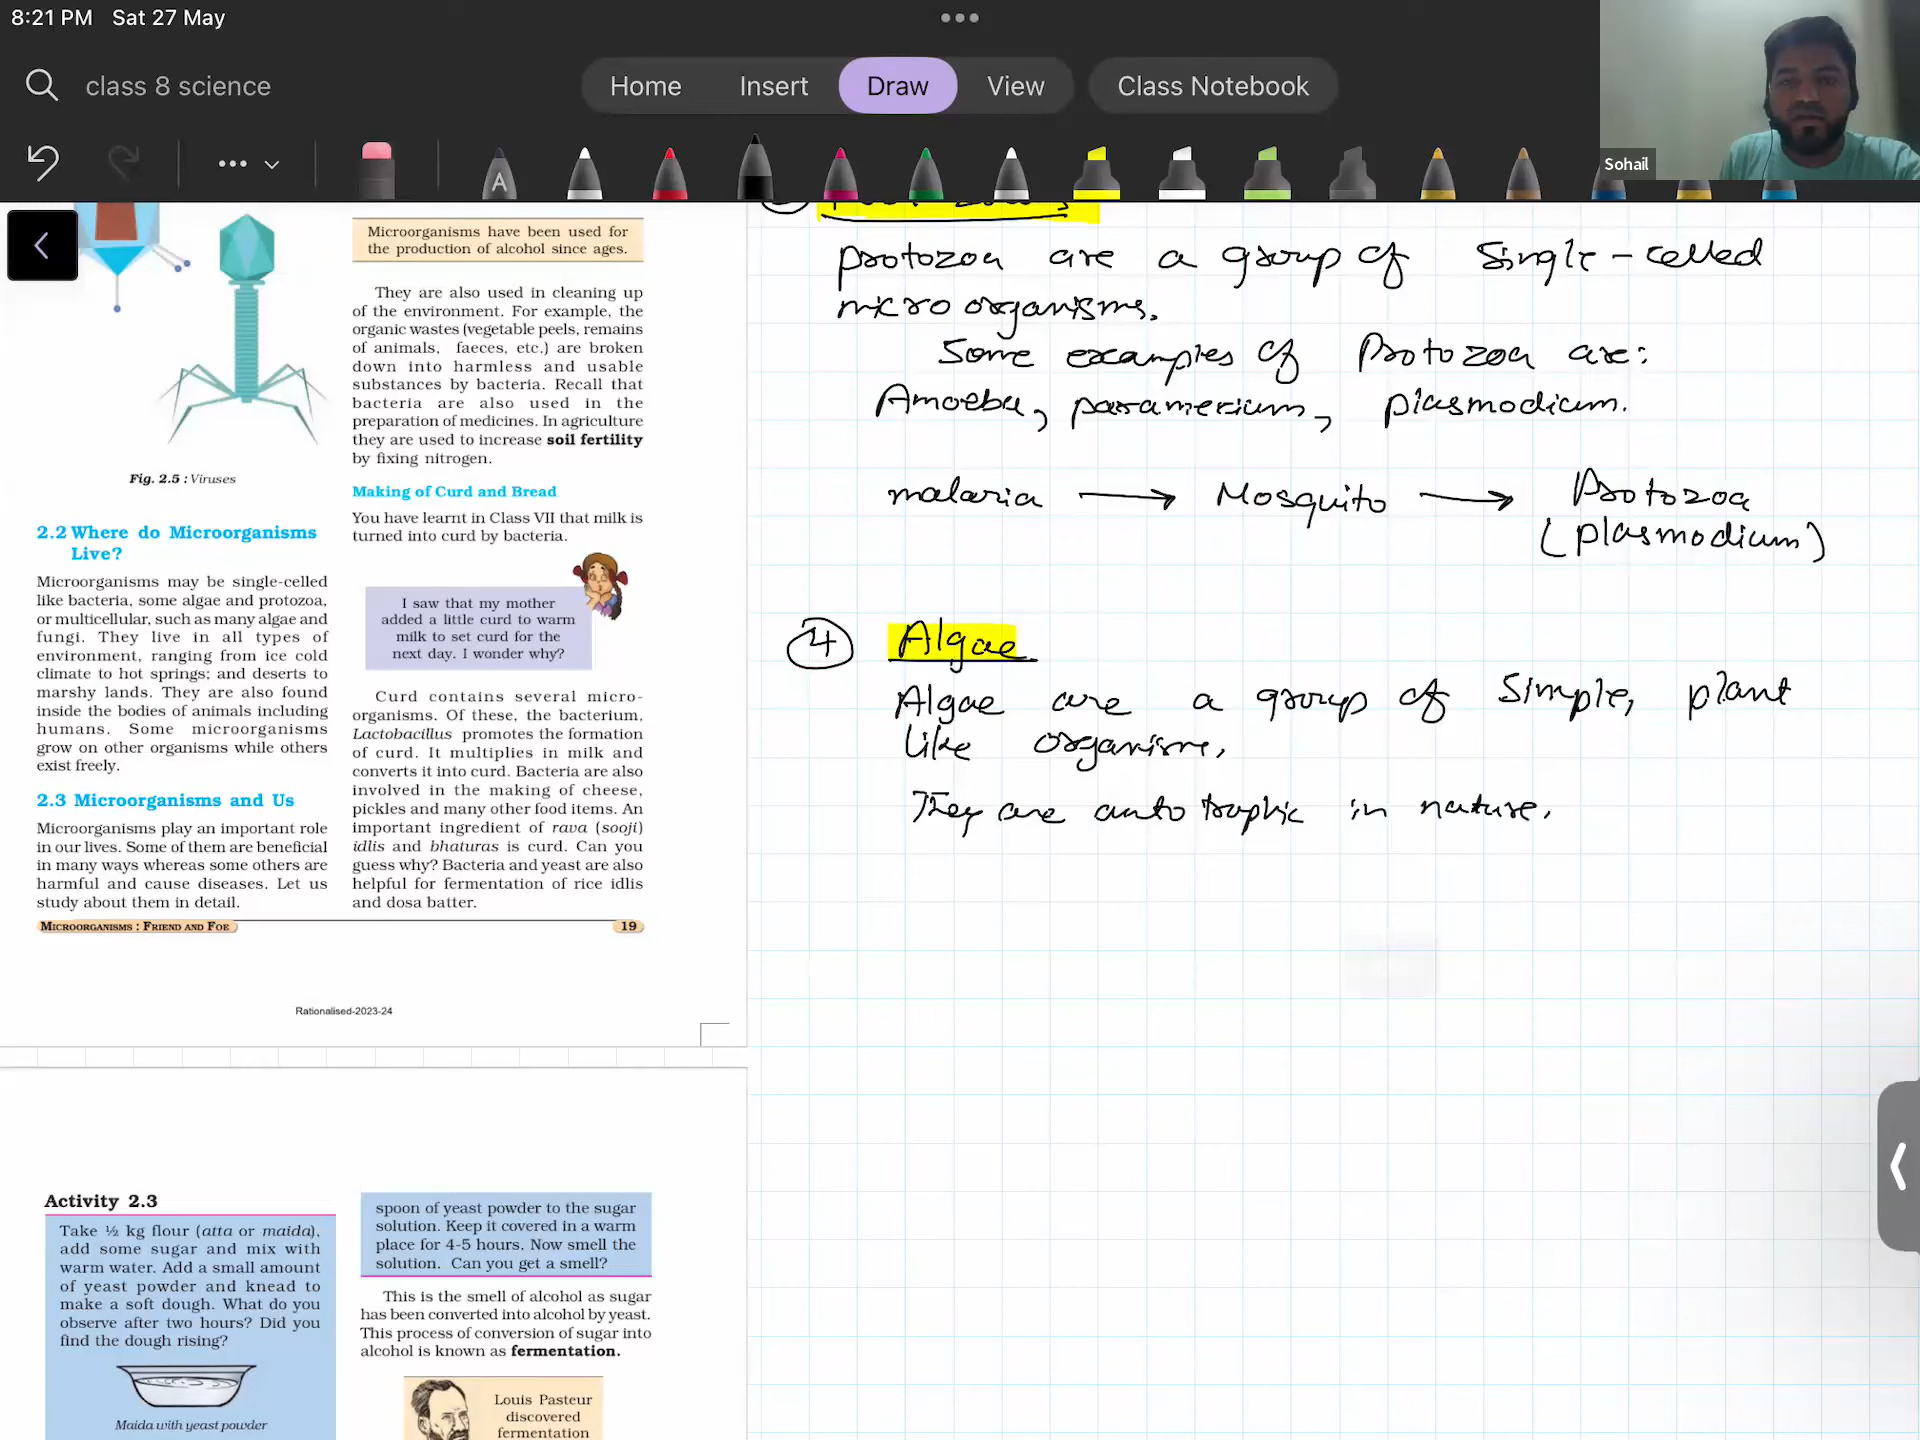 8:21 PM Sat 27 May
class 8 science
Home Insert Draw View Class Notebook
A
Sohail
Fig. 2.5 : Viruses
2.2 Where do Microorganisms
Live?
Microorganisms may be single-celled
like bacteria, some algae and protozoa,
or multicellular, such as many algae and
fungi. They live in all types of
environment, ranging from ice cold
climate to hot springs; and deserts to
marshy lands. They are also found
inside the bodies of animals including
humans. Some microorganisms
grow on other organisms while others
exist freely.
2.3 Microorganisms and Us
Microorganisms play an important role
in our lives. Some of them are beneficial
in many ways whereas some others are
harmful and cause diseases. Let us
study about them in detail.
Microorganisms have been used for
the production of alcohol since ages.
They are also used in cleaning up
of the environment. For example, the
organic wastes (vegetable peels, remains
of animals, faeces, etc.) are broken
down into harmless and usable
substances by bacteria. Recall that
bacteria are also used in the
preparation of medicines. In agriculture
they are used to increase soil fertility
by fixing nitrogen.
Making of Curd and Bread
You have learnt in Class VII that milk is
turned into curd by bacteria.
I saw that my mother
added a little curd to warm
milk to set curd for the
next day. I wonder why?
Curd contains several micro-
organisms. Of these, the bacterium,
Lactobacillus promotes the formation
of curd. It multiplies in milk and
converts it into curd. Bacteria are also
involved in the making of cheese,
pickles and many other food items. An
important ingredient of rava (sooji)
idlis and bhaturas is curd. Can you
guess why? Bacteria and yeast are also
helpful for fermentation of rice idlis
and dosa batter.
MICROORGANISMS : FRIEND AND FOE
19
Rationalised-2023-24
Activity 2.3
Take ½ kg flour (atta or maida),
add some sugar and mix with
warm water. Add a small amount
of yeast powder and knead to
make a soft dough. What do you
observe after two hours? Did you
find the dough rising?
Maida with yeast powder
spoon of yeast powder to the sugar
solution. Keep it covered in a warm
place for 4-5 hours. Now smell the
solution. Can you get a smell?
This is the smell of alcohol as sugar
has been converted into alcohol by yeast.
This process of conversion of sugar into
alcohol is known as fermentation.
Louis Pasteur
discovered
fermentation
protozoa are a group of single-celled
micro organisms.
Some examples of Protozoa are:
Amoeba, paramecium, plasmodium.
malaria → Mosquito → Protozoa
(plasmodium)
4 Algae
Algae are a group of simple, plant
like organism.
They are auto trophic in nature.